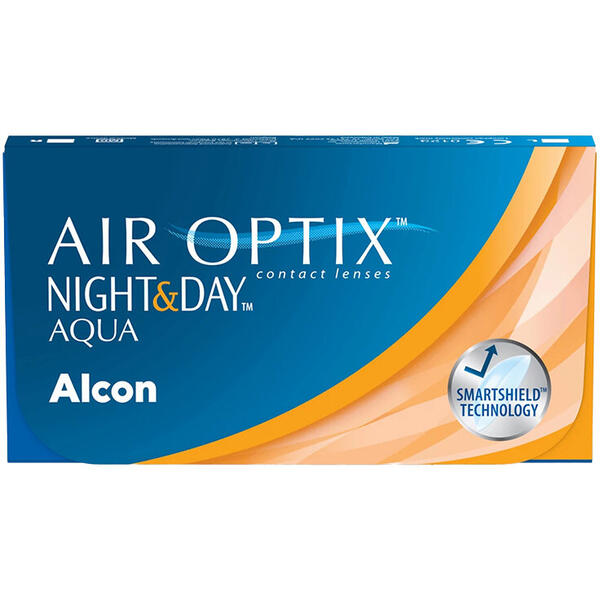 AIR OPTIX™
contact lenses
NIGHT&DAY™
AQUA
Alcon
SMARTSHIELD™
TECHNOLOGY